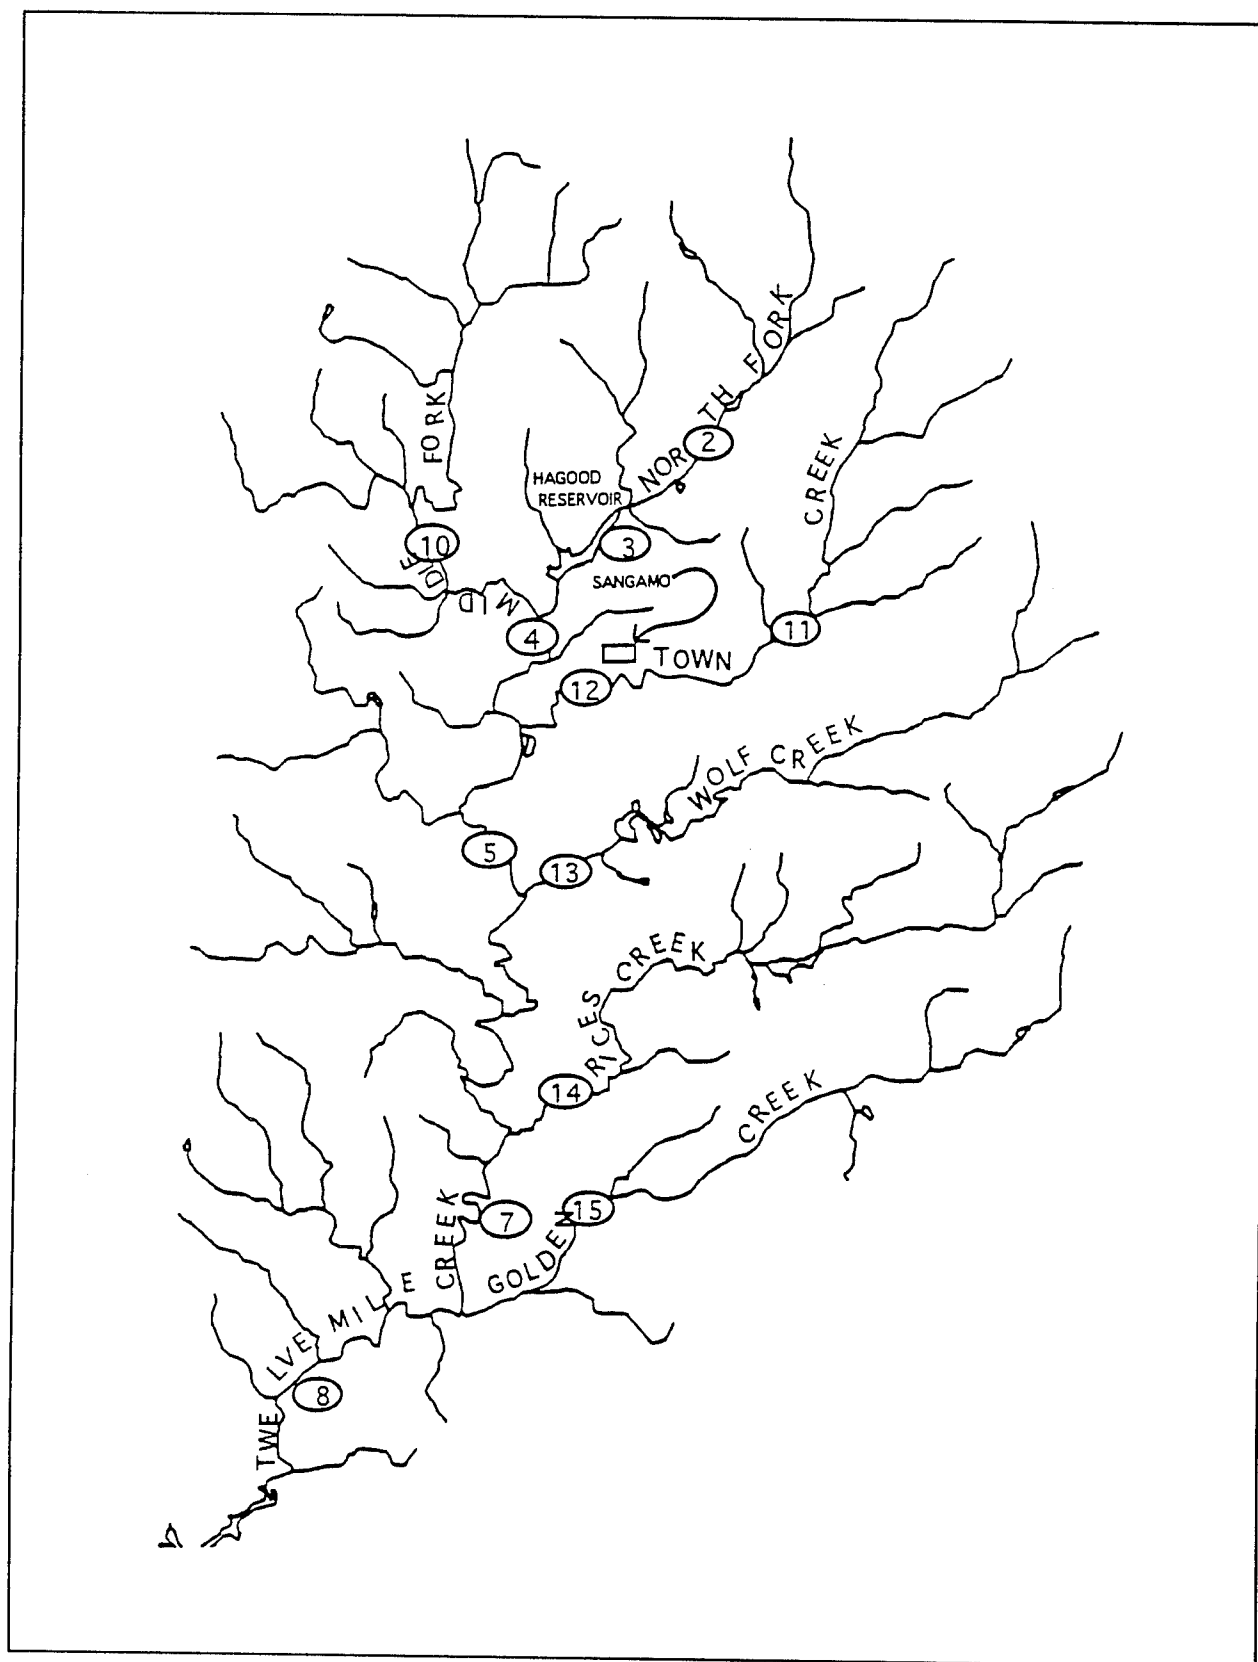 NORTH FORK
2
FORK
CREEK
HAGOOD
RESERVOIR
10
3
MIDDLE
SANGAMO
4
11
TOWN
12
WOLF CREEK
5
13
RICES CREEK
14
CREEK
CREEK
7
15
GOLDEN
TWELVE MILE
8